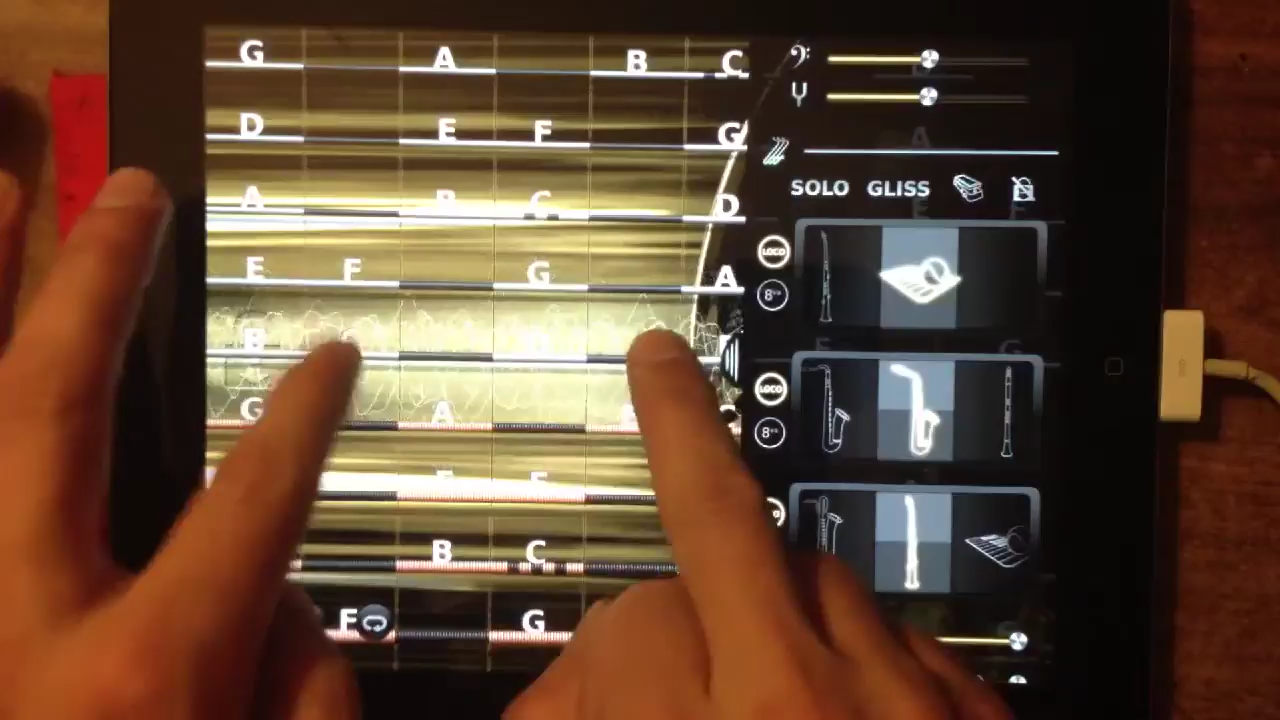 G A B C
D E F G
SOLO GLISS
A B C D
LOCO
E F G A
8va
B
LOCO
G A
8va
E F
B C
F G